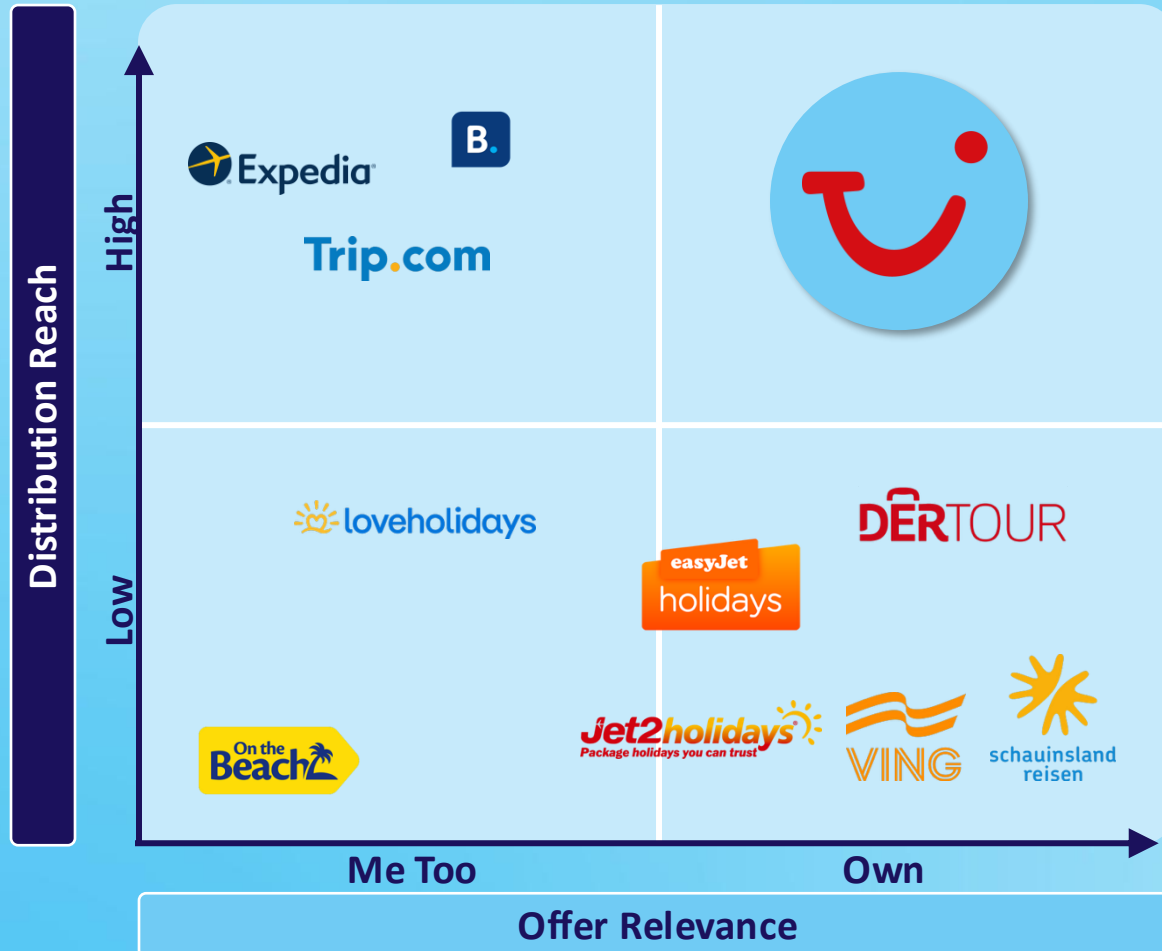 Distribution Reach
High
Low
Expedia
B.
Trip.com
loveholidays
DERTOUR
easyJet
holidays
On the
Beach
Jet2holidays
Package holidays you can trust
VING
schauinsland
reisen
Me Too
Own
Offer Relevance